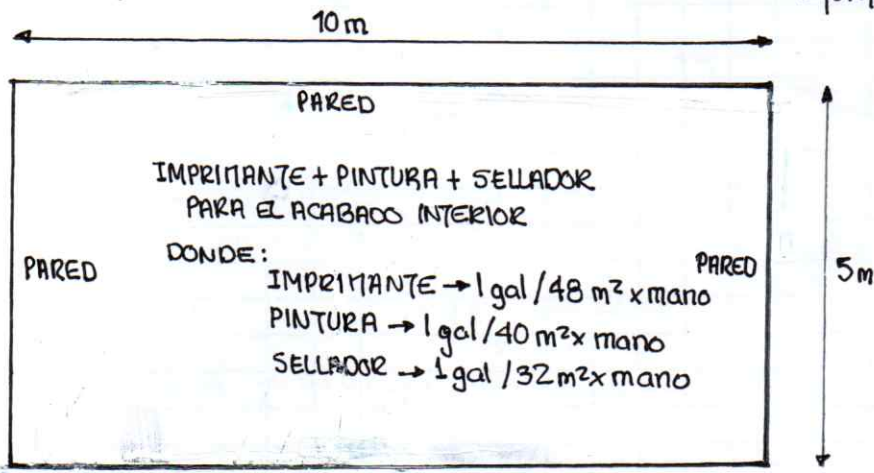 10 m
PARED
IMPRIMANTE + PINTURA + SELLADOR
PARA EL ACABADO INTERIOR
DONDE:
PARED
PARED
IMPRIMANTE → 1 gal / 48 m² x mano
PINTURA → 1 gal / 40 m² x mano
SELLADOR → 1 gal / 32 m² x mano
5 m